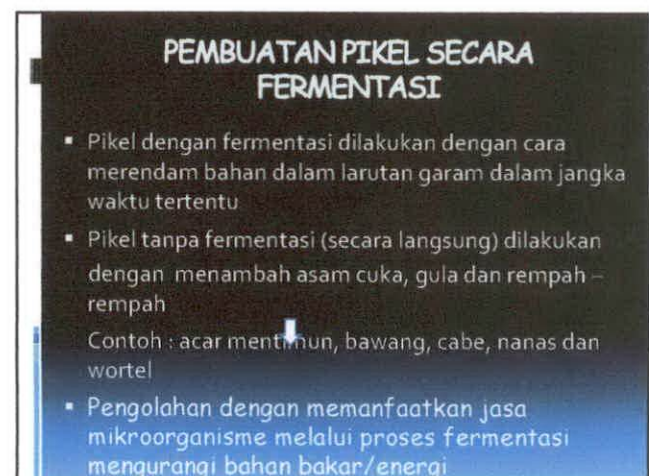 PEMBUATAN PIKEL SECARA
FERMENTASI
▪ Pikel dengan fermentasi dilakukan dengan cara
merendam bahan dalam larutan garam dalam jangka
waktu tertentu
▪ Pikel tanpa fermentasi (secara langsung) dilakukan
dengan menambah asam cuka, gula dan rempah –
rempah
Contoh : acar mentimun, bawang, cabe, nanas dan
wortel
▪ Pengolahan dengan memanfaatkan jasa
mikroorganisme melalui proses fermentasi
mengurangi bahan bakar/energi